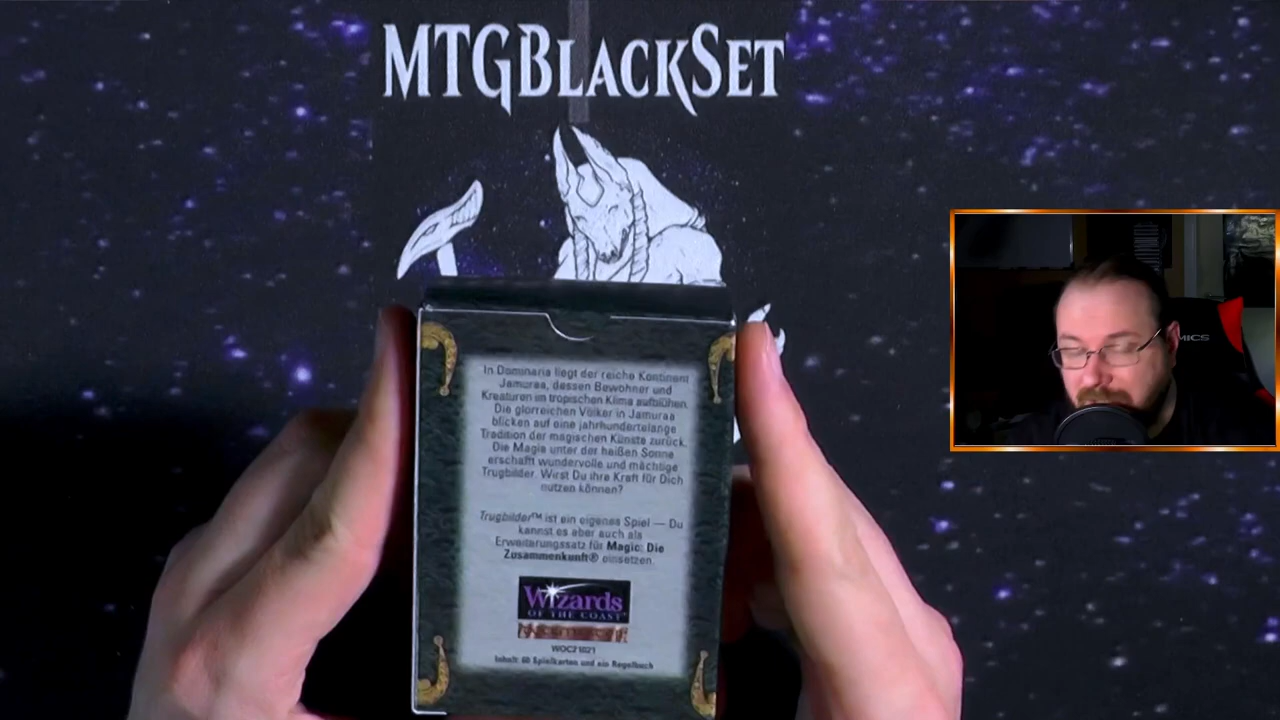 MTGBLACKSET
In Dominaria liegt der reiche Kontinent
Jamuraa, dessen Bewohner und
Kreaturen im tropischen Klima aufblühen.
Die glorreichen Völker in Jamuraa
blicken auf eine jahrhundertelange
Tradition der magischen Künste zurück.
Die Magie unter der heißen Sonne
erschafft wundervolle und mächtige
Trugbilder. Wirst Du ihre Kraft für Dich
nutzen können?
Trugbilder™ ist ein eigenes Spiel — Du
kannst es aber auch als
Erweiterungssatz für Magic: Die
Zusammenkunft® einsetzen.
Wizards
OF THE COAST
WOC21021
Inhalt: 60 Spielkarten und ein Regelbuch